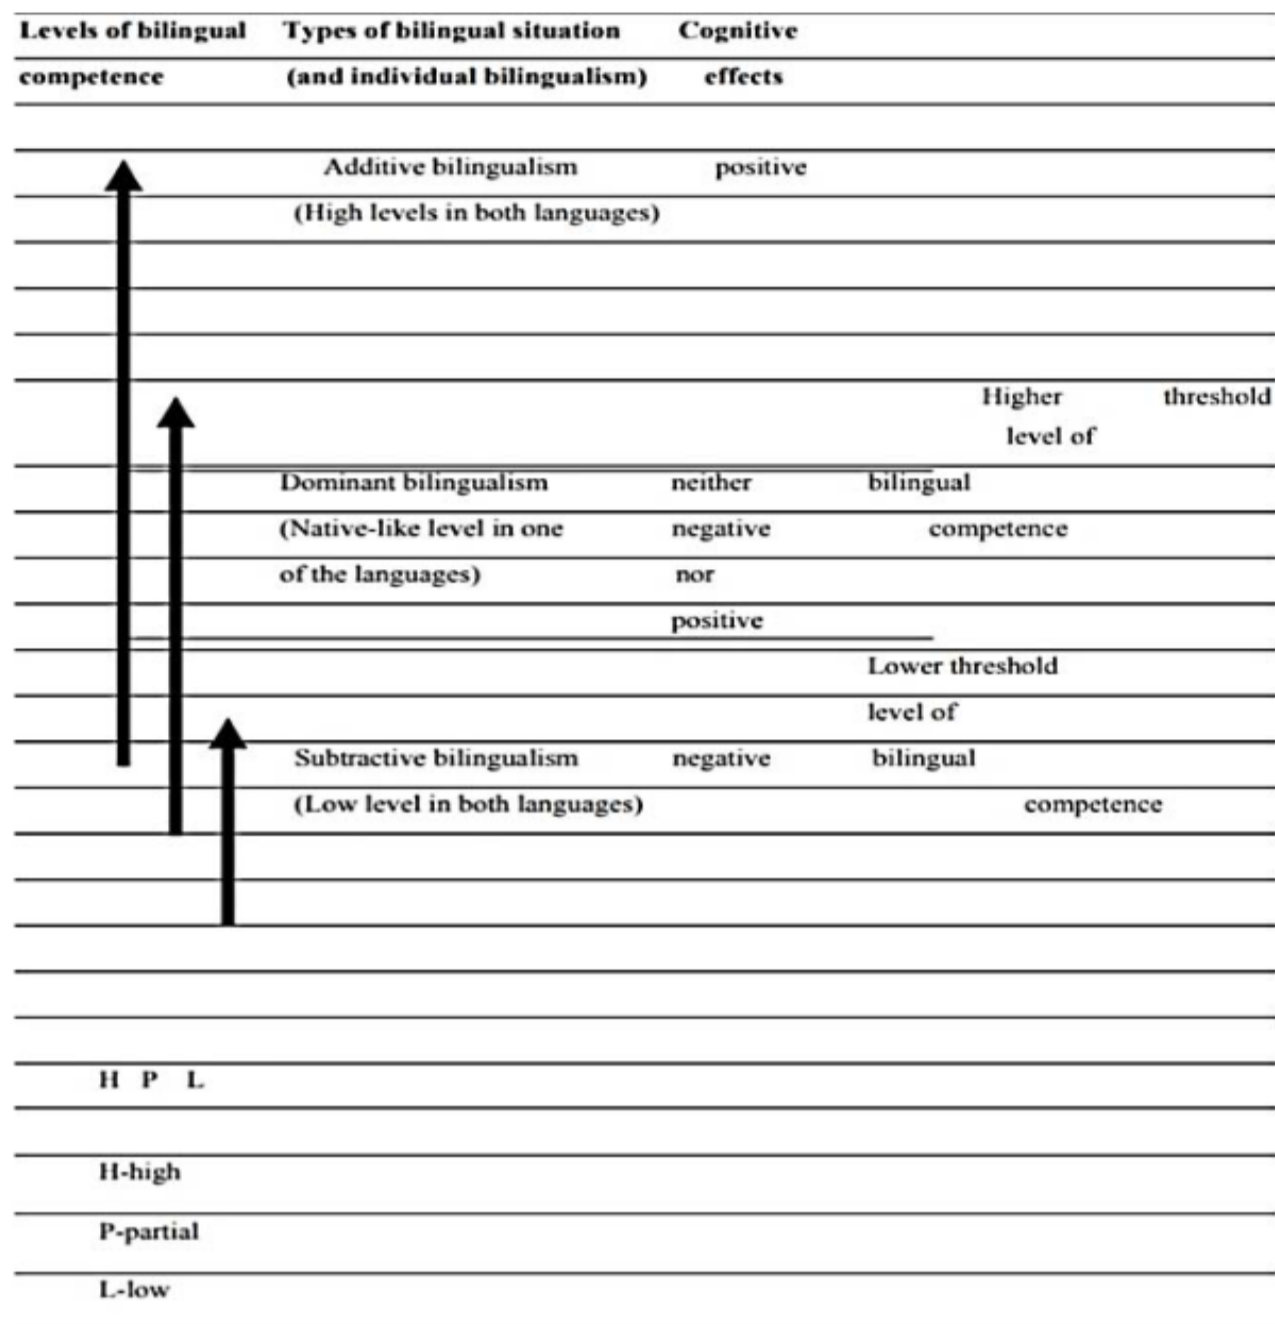 Levels of bilingual Types of bilingual situation Cognitive
competence (and individual bilingualism) effects
Additive bilingualism positive
(High levels in both languages)
Higher threshold
level of
Dominant bilingualism neither bilingual
(Native-like level in one negative competence
of the languages) nor
positive
Lower threshold
level of
Subtractive bilingualism negative bilingual
(Low level in both languages) competence
H P L
H-high
P-partial
L-low